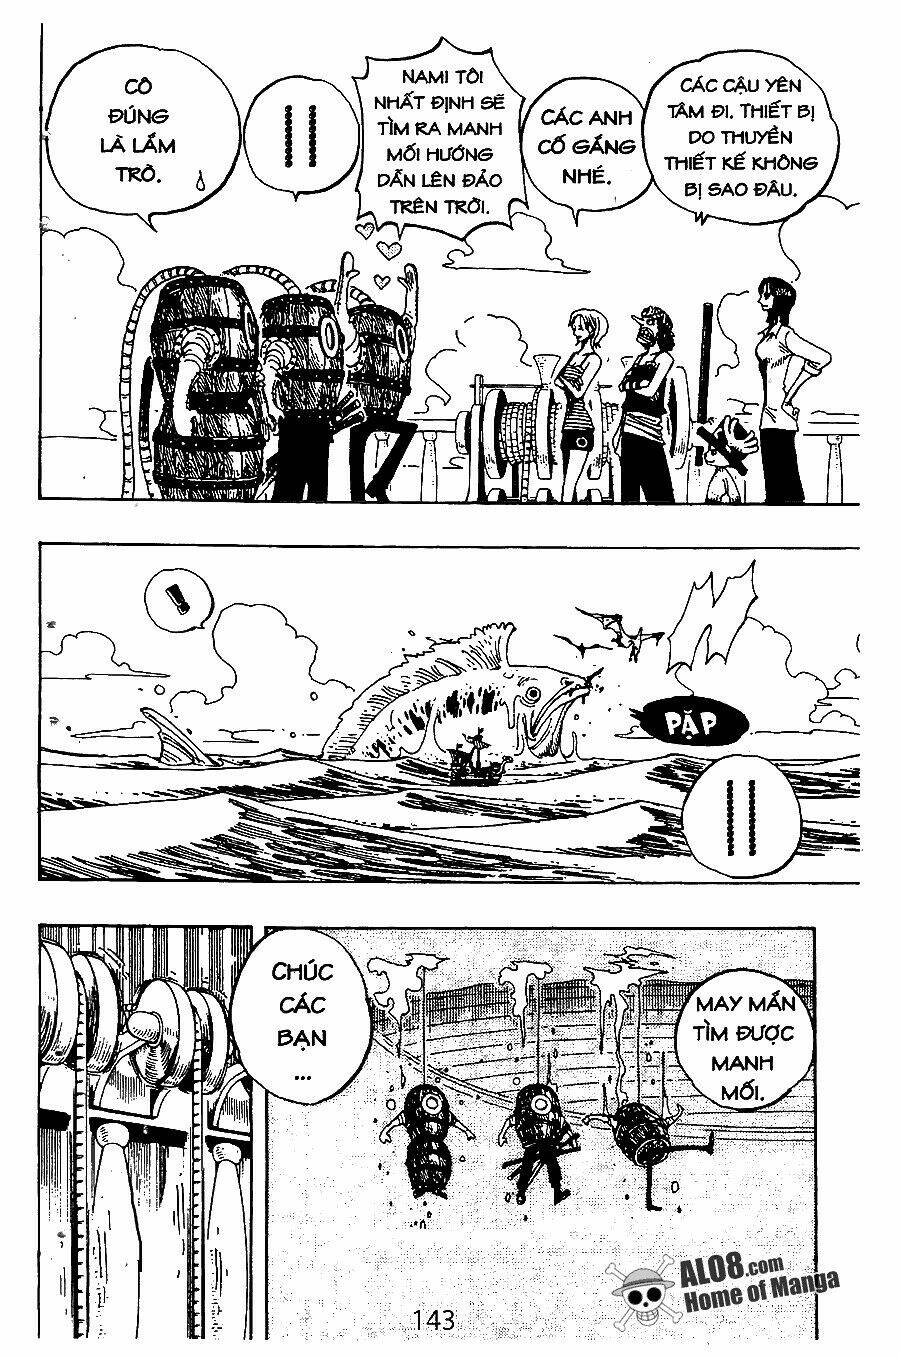 CÁC CẬU YÊN
TÂM ĐI. THIẾT BỊ
DO THUYỀN
THIẾT KẾ KHÔNG
BỊ SAO ĐÂU.
CÁC ANH
CỐ GẮNG
NHÉ.
NAMI TÔI
NHẤT ĐỊNH SẼ
TÌM RA MANH
MỐI HƯỚNG
DẪN LÊN ĐẢO
TRÊN TRỜI.
!!
CÔ
ĐÚNG
LÀ LẮM
TRÒ.
PẶP
!!
!
MAY MẮN
TÌM ĐƯỢC
MANH
MỐI.
CHÚC
CÁC
BẠN
...
143
ALO8.com
Home of Manga